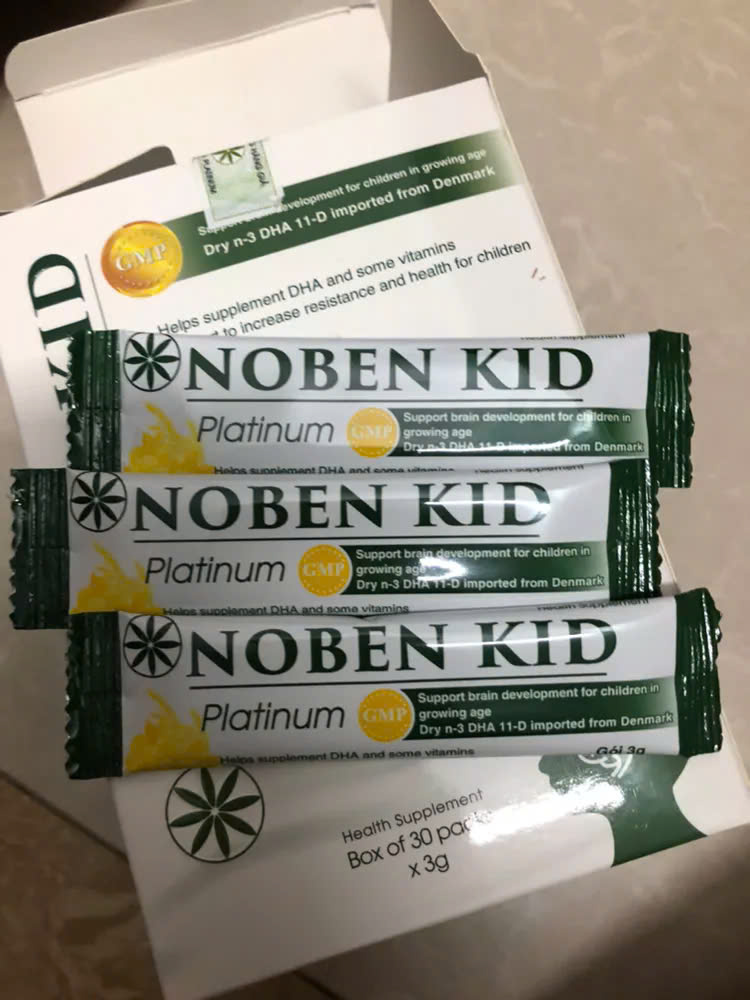 HÀNG GIẢ
PLATINUM
development for children in growing age
Dry n-3 DHA 11-D imported from Denmark
GMP
KID
Helps supplement DHA and some vitamins
to increase resistance and health for children
NOBEN KID
Platinum
GMP
Support brain development for children in
growing age
Dry n-3 DHA 11-D imported from Denmark
Helps supplement DHA and some vitamins
NOBEN KID
Platinum
GMP
Support brain development for children in
growing age
Dry n-3 DHA 11-D imported from Denmark
Helps supplement DHA and some vitamins
Health supplement
NOBEN KID
Platinum
GMP
Support brain development for children in
growing age
Dry n-3 DHA 11-D imported from Denmark
Helps supplement DHA and some vitamins
Gói 3g
Health Supplement
Box of 30
x 3g